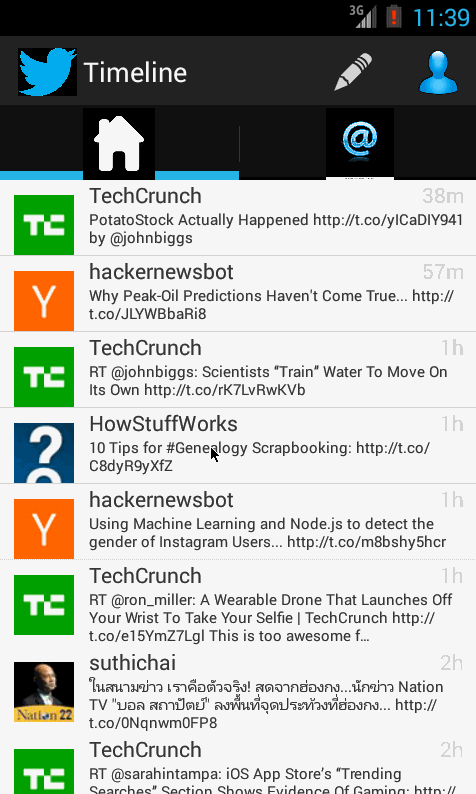 3G 11:39
Timeline
@
TechCrunch 38m
PotatoStock Actually Happened http://t.co/yICaDIY941
by @johnbiggs
hackernewsbot 57m
Why Peak-Oil Predictions Haven't Come True... http://
t.co/JLYWBbaRi8
TechCrunch 1h
RT @johnbiggs: Scientists “Train” Water To Move On
Its Own http://t.co/rK7LvRwKVb
HowStuffWorks 1h
10 Tips for #Genealogy Scrapbooking: http://t.co/
C8dyR9yXfZ
hackernewsbot 1h
Using Machine Learning and Node.js to detect the
gender of Instagram Users... http://t.co/m8bshy5hcr
TechCrunch 1h
RT @ron_miller: A Wearable Drone That Launches Off
Your Wrist To Take Your Selfie | TechCrunch http://
t.co/e15YmZ7Lgl This is too awesome f…
suthichai 2h
ในสนามข่าว เราคือตัวจริง! สดจากฮ่องกง...นักข่าว Nation
TV "บอล สถาปัตย์" ลงพื้นที่จุดประท้วงที่ฮ่องกง... http://
t.co/0Nqnwm0FP8
Nation 22
TechCrunch 2h
RT @sarahintampa: iOS App Store’s “Trending
Searches” Section Shows Evidence Of Gaming: http://